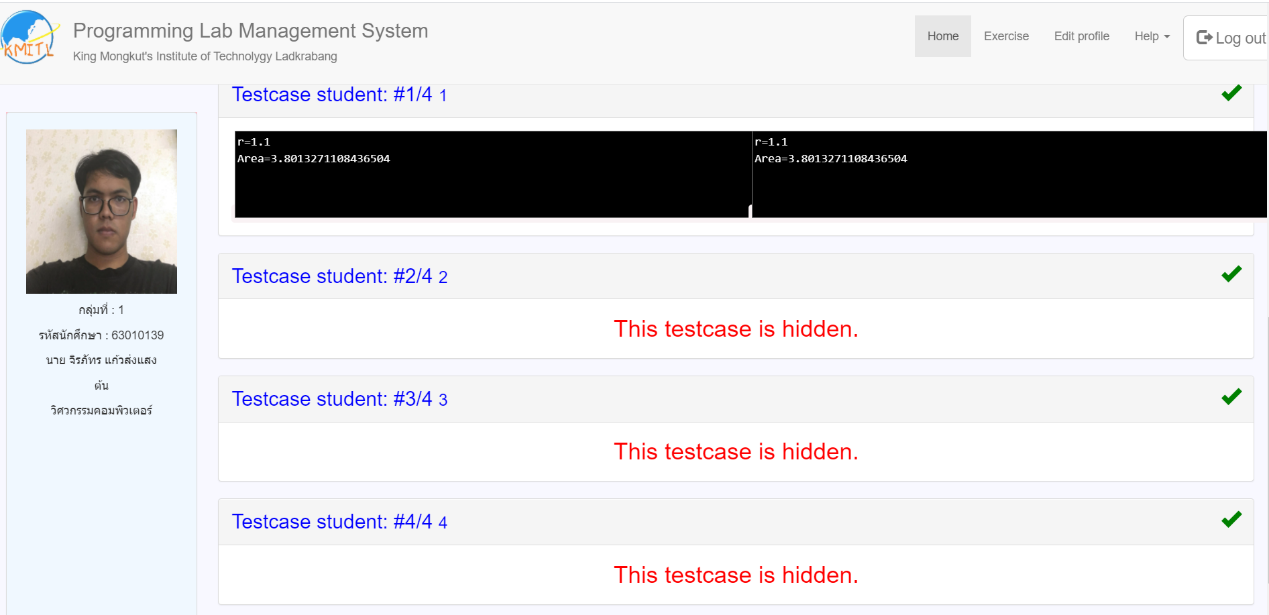 KMITL
Programming Lab Management System
King Mongkut's Institute of Technolygy Ladkrabang
Home Exercise Edit profile Help Log out
Testcase student: #1/4 1
r=1.1 r=1.1
Area=3.8013271108436504 Area=3.8013271108436504
กลุ่มที่ : 1
รหัสนักศึกษา : 63010139
นาย จิรภัทร แก้วส่งแสง
ต้น
วิศวกรรมคอมพิวเตอร์
Testcase student: #2/4 2
This testcase is hidden.
Testcase student: #3/4 3
This testcase is hidden.
Testcase student: #4/4 4
This testcase is hidden.